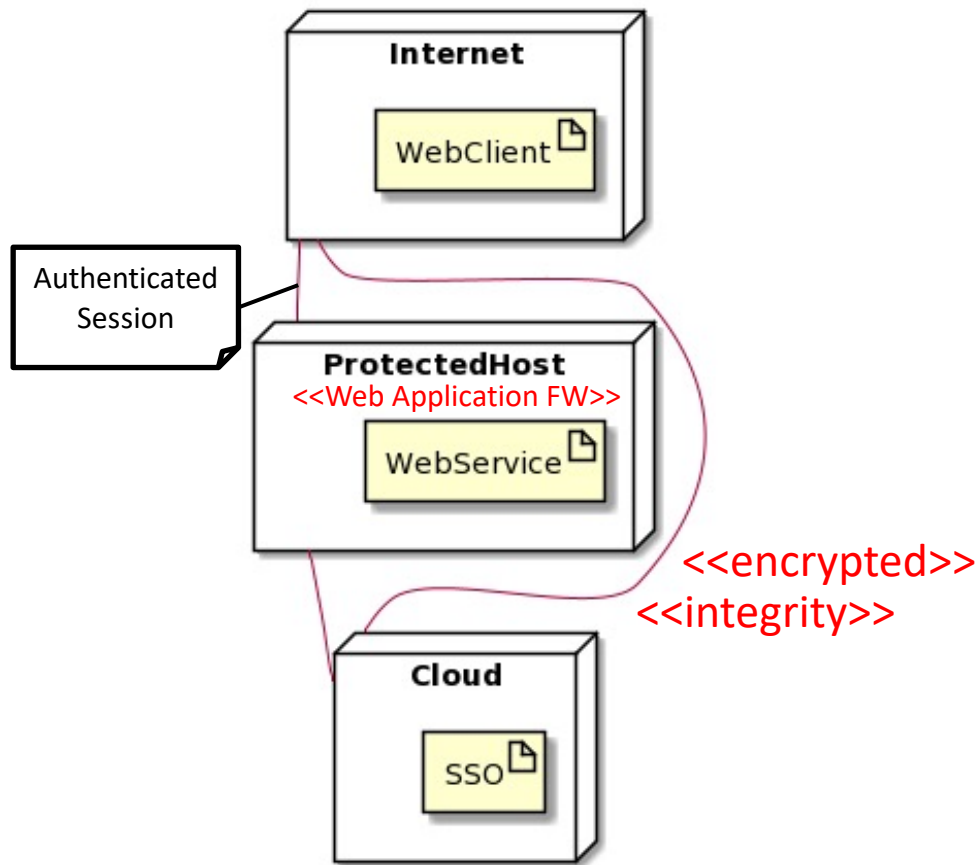 Internet
WebClient
Authenticated
Session
ProtectedHost
<<Web Application FW>>
WebService
<<encrypted>>
<<integrity>>
Cloud
SSO